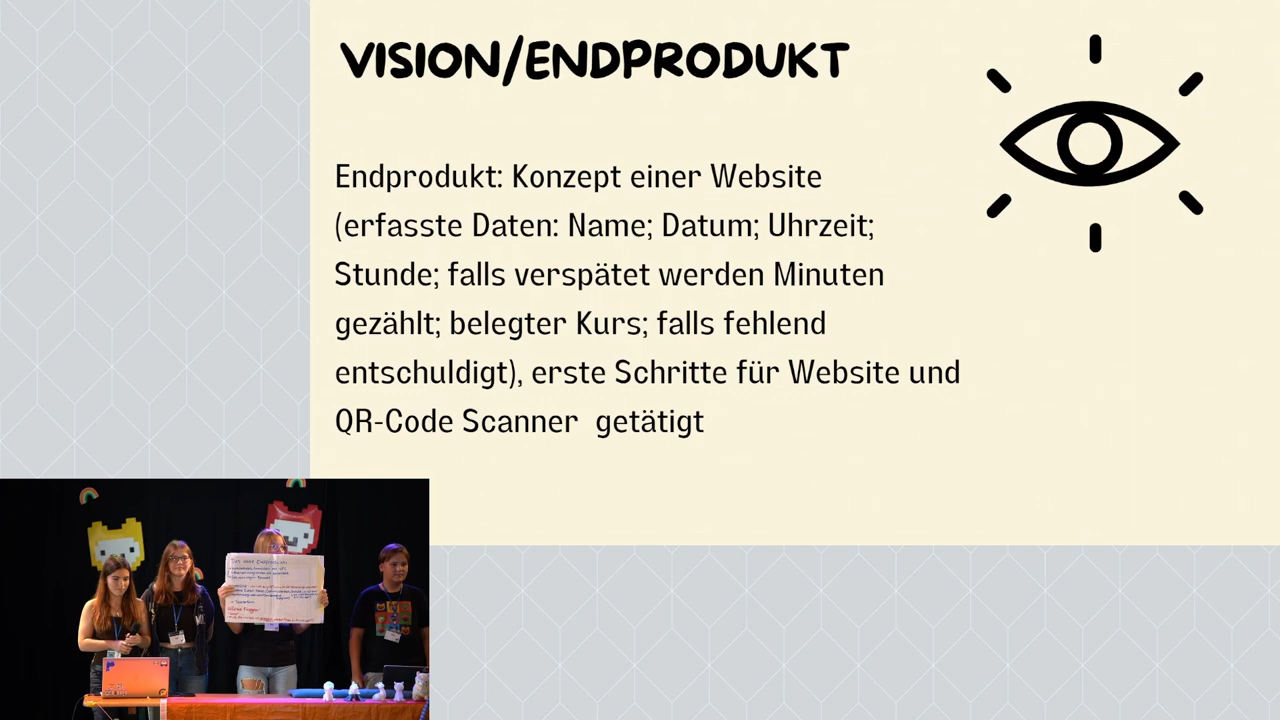 VISION/ENDPRODUKT
Endprodukt: Konzept einer Website
(erfasste Daten: Name; Datum; Uhrzeit;
Stunde; falls verspätet werden Minuten
gezählt; belegter Kurs; falls fehlend
entschuldigt), erste Schritte für Website und
QR-Code Scanner getätigt